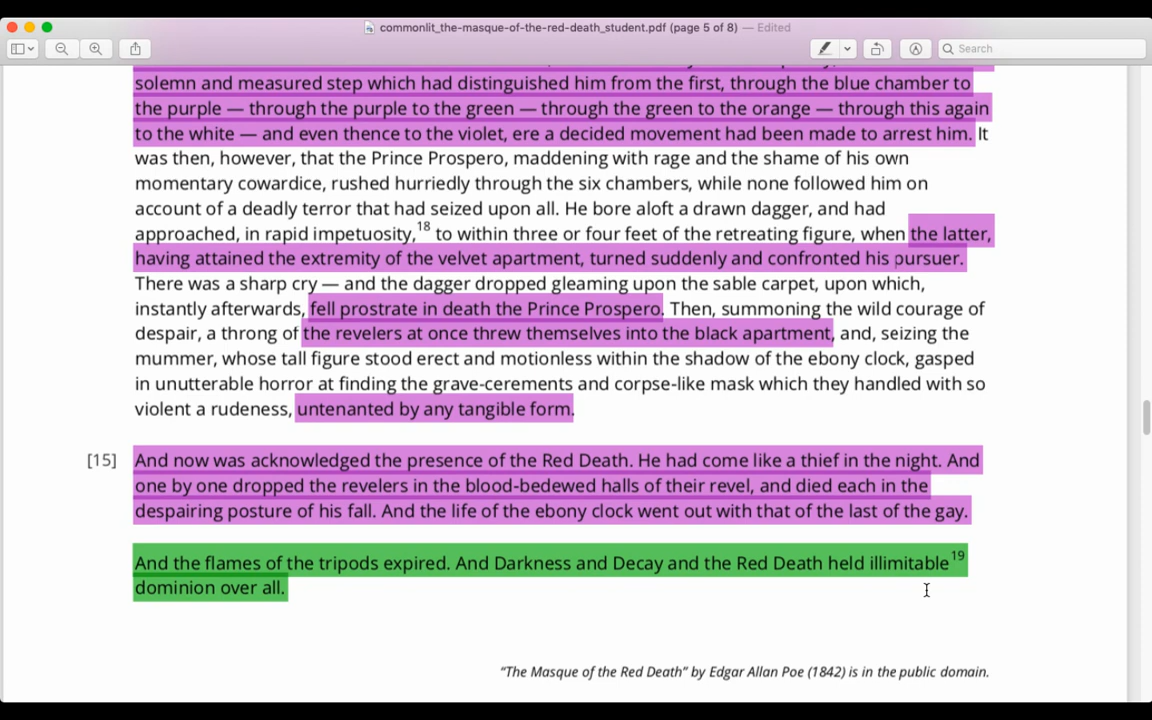 commonlit_the-masque-of-the-red-death_student.pdf (page 5 of 8) — Edited
Search
solemn and measured step which had distinguished him from the first, through the blue chamber to
the purple — through the purple to the green — through the green to the orange — through this again
to the white — and even thence to the violet, ere a decided movement had been made to arrest him. It
was then, however, that the Prince Prospero, maddening with rage and the shame of his own
momentary cowardice, rushed hurriedly through the six chambers, while none followed him on
account of a deadly terror that had seized upon all. He bore aloft a drawn dagger, and had
approached, in rapid impetuosity,18 to within three or four feet of the retreating figure, when the latter,
having attained the extremity of the velvet apartment, turned suddenly and confronted his pursuer.
There was a sharp cry — and the dagger dropped gleaming upon the sable carpet, upon which,
instantly afterwards, fell prostrate in death the Prince Prospero. Then, summoning the wild courage of
despair, a throng of the revelers at once threw themselves into the black apartment, and, seizing the
mummer, whose tall figure stood erect and motionless within the shadow of the ebony clock, gasped
in unutterable horror at finding the grave-cerements and corpse-like mask which they handled with so
violent a rudeness, untenanted by any tangible form.
[15] And now was acknowledged the presence of the Red Death. He had come like a thief in the night. And
one by one dropped the revelers in the blood-bedewed halls of their revel, and died each in the
despairing posture of his fall. And the life of the ebony clock went out with that of the last of the gay.
And the flames of the tripods expired. And Darkness and Decay and the Red Death held illimitable19
dominion over all.
“The Masque of the Red Death” by Edgar Allan Poe (1842) is in the public domain.